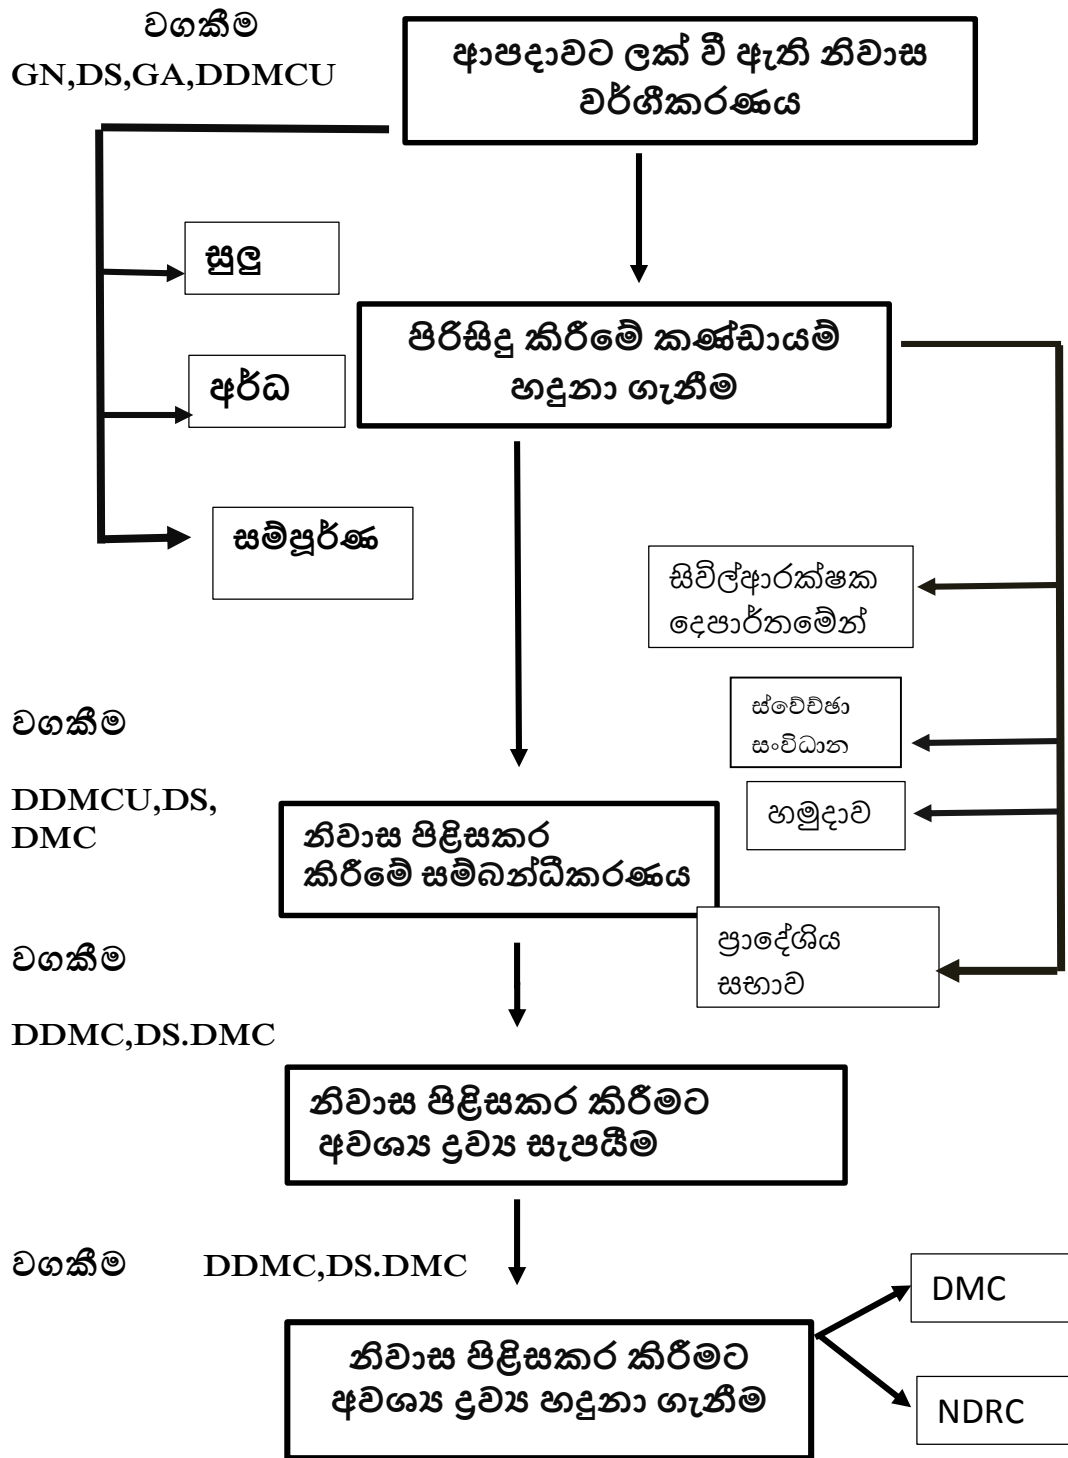 වගකීම
GN,DS,GA,DDMCU
ආපදාවට ලක් වී ඇති නිවාස
වර්ගීකරණය
සුලු
අර්ධ
සම්පූර්ණ
පිරිසිදු කිරීමේ කණ්ඩායම්
හදුනා ගැනීම
සිවිල්ආරක්ෂක
දෙපාර්තමේන්
ස්වේච්ඡා
සංවිධාන
හමුදාව
ප්‍රාදේශිය
සභාව
වගකීම
DDMCU,DS,
DMC
නිවාස පිළිසකර
කිරීමේ සම්බන්ධීකරණය
වගකීම
DDMC,DS.DMC
නිවාස පිළිසකර කිරීමට
අවශ්‍ය ද්‍රව්‍ය සැපයීම
වගකීම DDMC,DS.DMC
නිවාස පිළිසකර කිරීමට
අවශ්‍ය ද්‍රව්‍ය හදුනා ගැනීම
DMC
NDRC